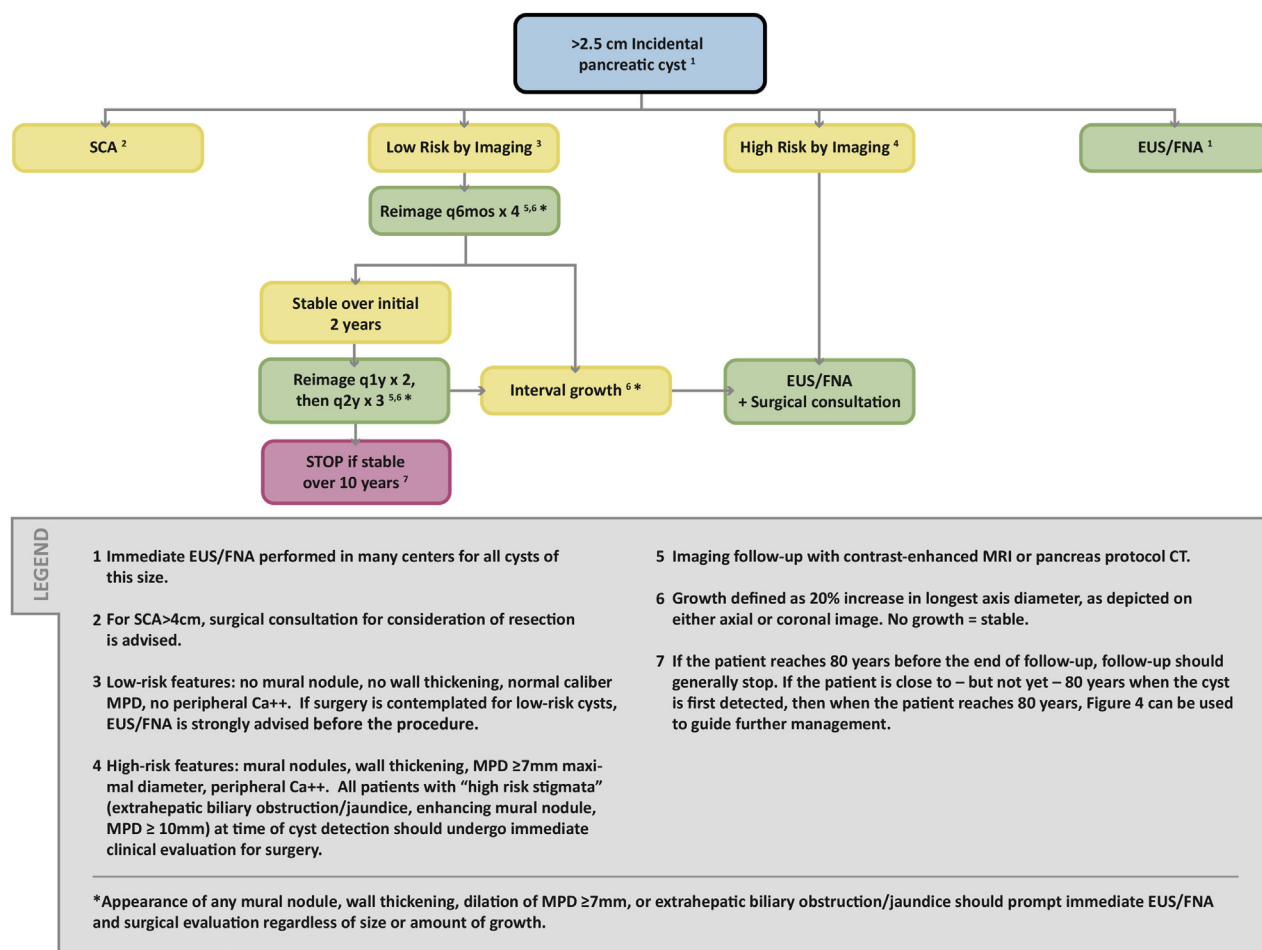 >2.5 cm Incidental
pancreatic cyst 1
SCA 2
Low Risk by Imaging 3
High Risk by Imaging 4
EUS/FNA 1
Reimage q6mos x 4 5,6 *
Stable over initial
2 years
Reimage q1y x 2,
then q2y x 3 5,6 *
Interval growth 6 *
EUS/FNA
+ Surgical consultation
STOP if stable
over 10 years 7
LEGEND
1 Immediate EUS/FNA performed in many centers for all cysts of
this size.
2 For SCA>4cm, surgical consultation for consideration of resection
is advised.
3 Low-risk features: no mural nodule, no wall thickening, normal caliber
MPD, no peripheral Ca++. If surgery is contemplated for low-risk cysts,
EUS/FNA is strongly advised before the procedure.
4 High-risk features: mural nodules, wall thickening, MPD ≥7mm maxi-
mal diameter, peripheral Ca++. All patients with “high risk stigmata”
(extrahepatic biliary obstruction/jaundice, enhancing mural nodule,
MPD ≥ 10mm) at time of cyst detection should undergo immediate
clinical evaluation for surgery.
5 Imaging follow-up with contrast-enhanced MRI or pancreas protocol CT.
6 Growth defined as 20% increase in longest axis diameter, as depicted on
either axial or coronal image. No growth = stable.
7 If the patient reaches 80 years before the end of follow-up, follow-up should
generally stop. If the patient is close to – but not yet – 80 years when the cyst
is first detected, then when the patient reaches 80 years, Figure 4 can be used
to guide further management.
*Appearance of any mural nodule, wall thickening, dilation of MPD ≥7mm, or extrahepatic biliary obstruction/jaundice should prompt immediate EUS/FNA
and surgical evaluation regardless of size or amount of growth.